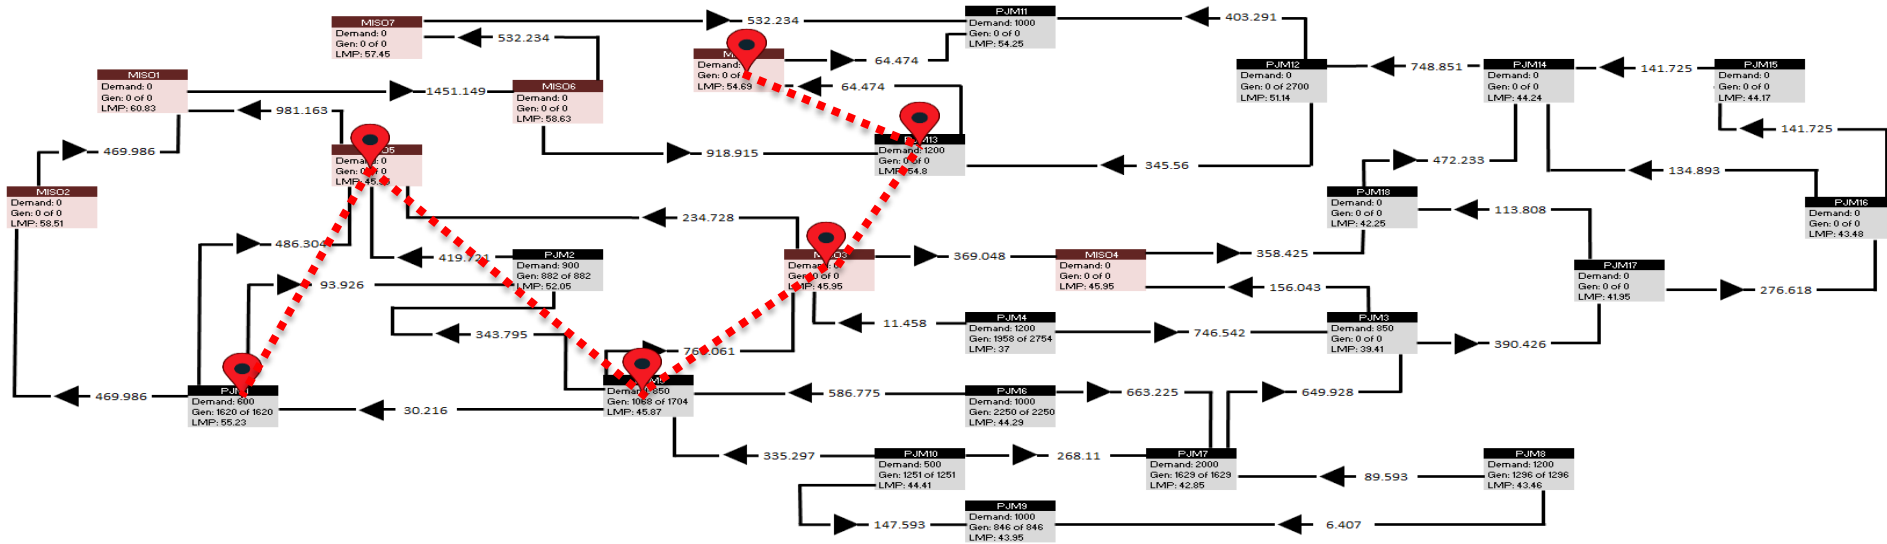 MISO7
Demand: 0
Gen: 0 of 0
LMP: 57.45
532.234
PJM11
Demand: 1000
Gen: 0 of 0
LMP: 54.25
403.291
532.234
Demand:
Gen: 0 of
LMP: 54.69
64.474
64.474
MISO1
Demand: 0
Gen: 0 of 0
LMP: 60.83
1451.149
MISO6
Demand: 0
Gen: 0 of 0
LMP: 58.63
PJM12
Demand: 0
Gen: 0 of 2700
LMP: 51.14
748.851
PJM14
Demand: 0
Gen: 0 of 0
LMP: 44.24
141.725
PJM15
Demand: 0
Gen: 0 of 0
LMP: 44.17
981.163
141.725
469.986
Demand: 0
918.915
PJM13
Demand: 1200
Gen: 0 of 0
LMP: 54.8
345.56
472.233
134.893
MISO2
Demand: 0
Gen: 0 of 0
LMP: 58.51
PJM18
Demand: 0
Gen: 0 of 0
LMP: 42.25
113.808
PJM16
Demand: 0
Gen: 0 of 0
LMP: 43.48
234.728
486.304
419.721
PJM2
Demand: 900
Gen: 882 of 882
LMP: 52.05
Demand:
Gen: 0 of 0
LMP: 45.95
369.048
MISO4
Demand: 0
Gen: 0 of 0
LMP: 45.95
358.425
PJM17
Demand: 0
Gen: 0 of 0
LMP: 41.95
276.618
93.926
156.043
343.795
11.458
PJM4
Demand: 1200
Gen: 1958 of 2754
LMP: 37
746.542
PJM3
Demand: 850
Gen: 0 of 0
LMP: 39.41
390.426
469.986
Demand: 600
Gen: 1620 of 1620
LMP: 55.23
30.216
Demand: 850
Gen: 1068 of 1704
LMP: 45.87
586.775
PJM6
Demand: 1000
Gen: 2250 of 2250
LMP: 44.29
663.225
649.928
335.297
PJM10
Demand: 500
Gen: 1251 of 1251
LMP: 44.41
268.11
PJM7
Demand: 2000
Gen: 1629 of 1629
LMP: 42.85
89.593
PJM8
Demand: 1200
Gen: 1296 of 1296
LMP: 43.46
147.593
PJM9
Demand: 1000
Gen: 846 of 846
LMP: 43.95
6.407